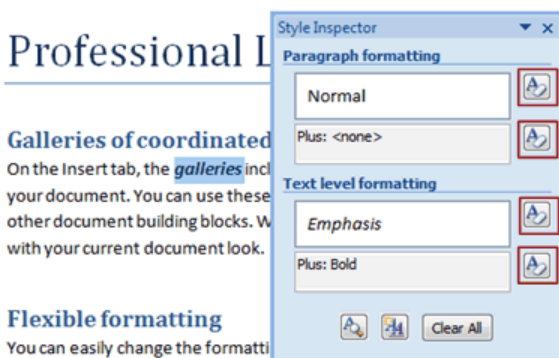 Professional L
Galleries of coordinated
On the Insert tab, the galleries incl
your document. You can use these
other document building blocks. W
with your current document look.
Flexible formatting
You can easily change the formatti
Style Inspector
Paragraph formatting
Normal
Plus: <none>
Text level formatting
Emphasis
Plus: Bold
Clear All